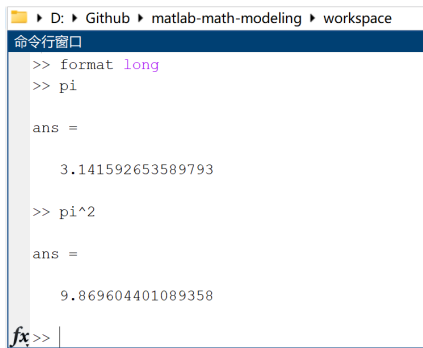 D: Github matlab-math-modeling workspace
命令行窗口
>> format long
>> pi
ans =
3.141592653589793
>> pi^2
ans =
9.869604401089358
fx >>